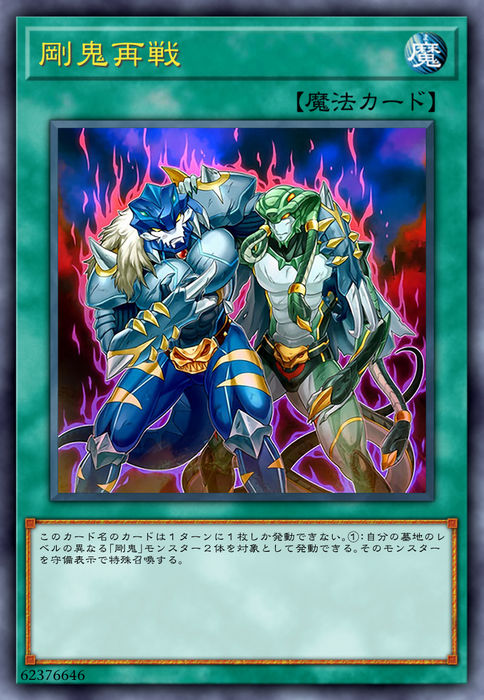 剛鬼再戦
魔
【魔法カード】
このカード名のカードは１ターンに１枚しか発動できない。①：自分の墓地のレ
ベルの異なる「剛鬼」モンスター２体を対象として発動できる。そのモンスター
を守備表示で特殊召喚する。
62376646